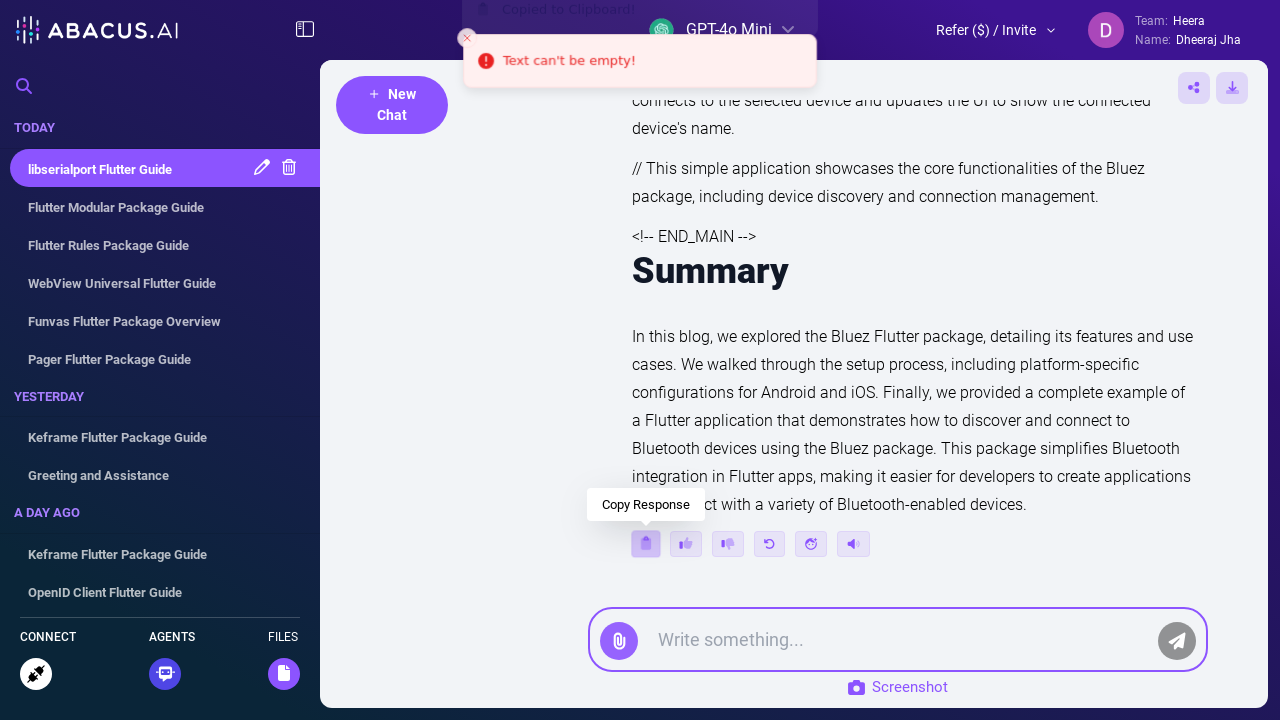 ABACUS.AI
Copied to Clipboard!
GPT-4o Mini
Text can't be empty!
Refer ($) / Invite
D
Team: Heera
Name: Dheeraj Jha
TODAY
libserialport Flutter Guide
Flutter Modular Package Guide
Flutter Rules Package Guide
WebView Universal Flutter Guide
Funvas Flutter Package Overview
Pager Flutter Package Guide
YESTERDAY
Keframe Flutter Package Guide
Greeting and Assistance
A DAY AGO
Keframe Flutter Package Guide
OpenID Client Flutter Guide
CONNECT
AGENTS
FILES
+ New
Chat
connects to the selected device and updates the UI to show the connected
device's name.
// This simple application showcases the core functionalities of the Bluez
package, including device discovery and connection management.
<!-- END_MAIN -->
Summary
In this blog, we explored the Bluez Flutter package, detailing its features and use
cases. We walked through the setup process, including platform-specific
configurations for Android and iOS. Finally, we provided a complete example of
a Flutter application that demonstrates how to discover and connect to
Bluetooth devices using the Bluez package. This package simplifies Bluetooth
integration in Flutter apps, making it easier for developers to create applications
with a variety of Bluetooth-enabled devices.
Copy Response
Write something...
Screenshot